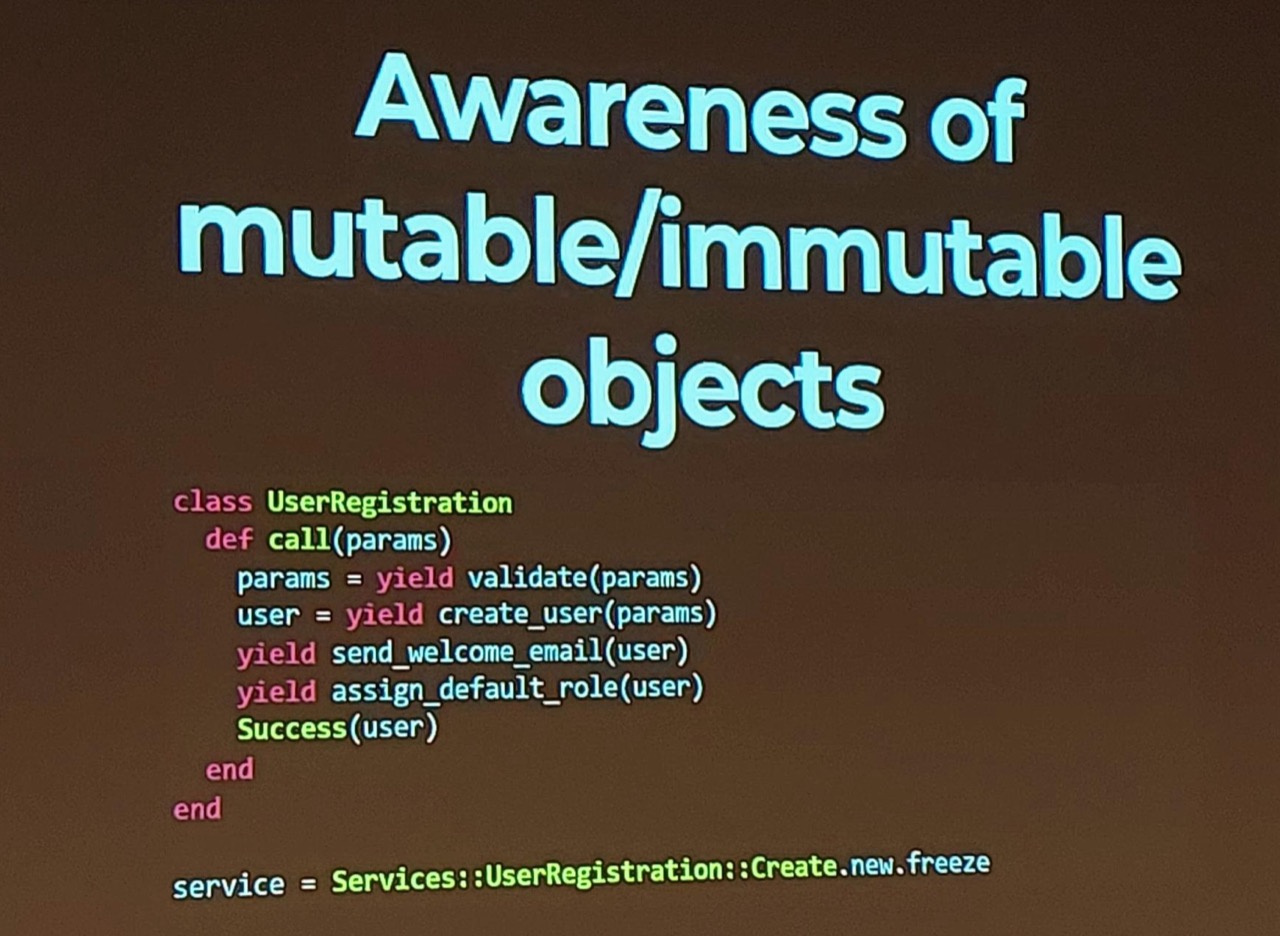 Awareness of
mutable/immutable
objects
class UserRegistration
  def call(params)
    params = yield validate(params)
    user = yield create_user(params)
    yield send_welcome_email(user)
    yield assign_default_role(user)
    Success(user)
  end
end
service = Services::UserRegistration::Create.new.freeze